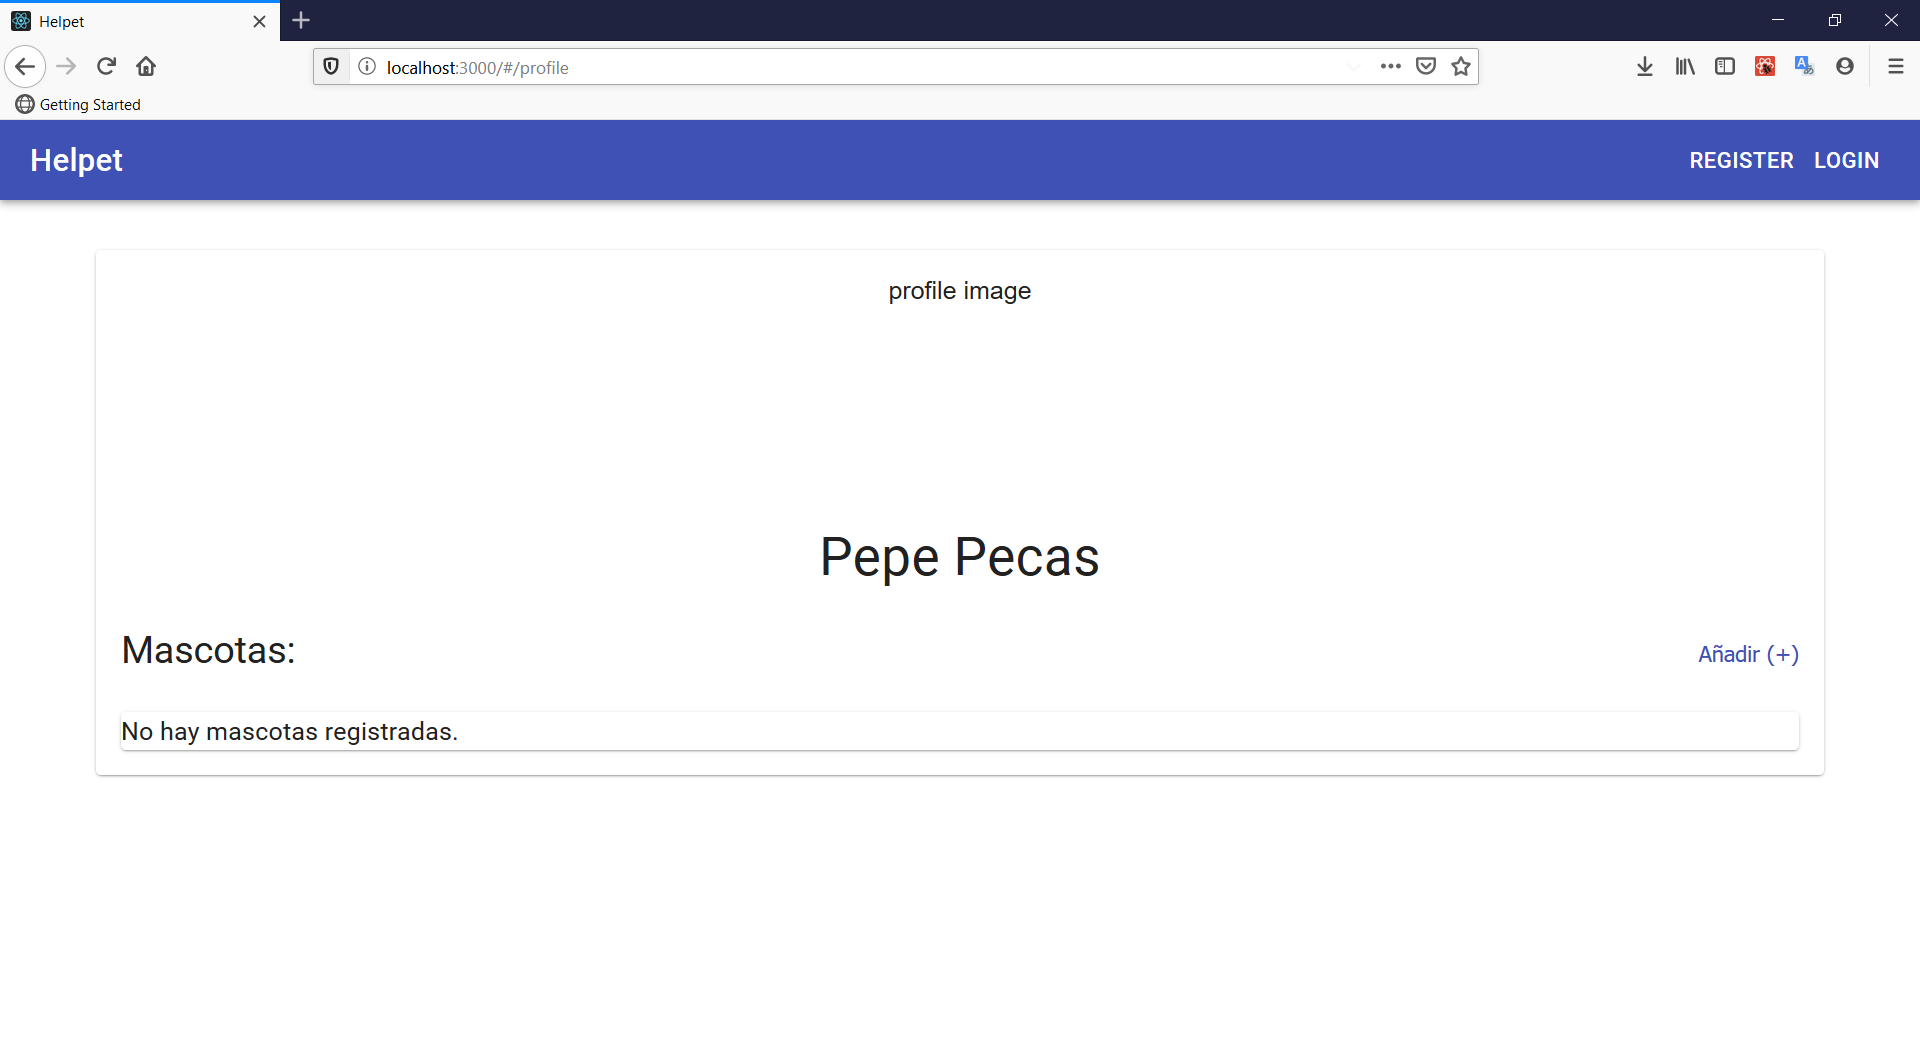 Helpet
localhost:3000/#/profile
Getting Started
Helpet
REGISTER LOGIN
profile image
Pepe Pecas
Mascotas:
Añadir (+)
No hay mascotas registradas.